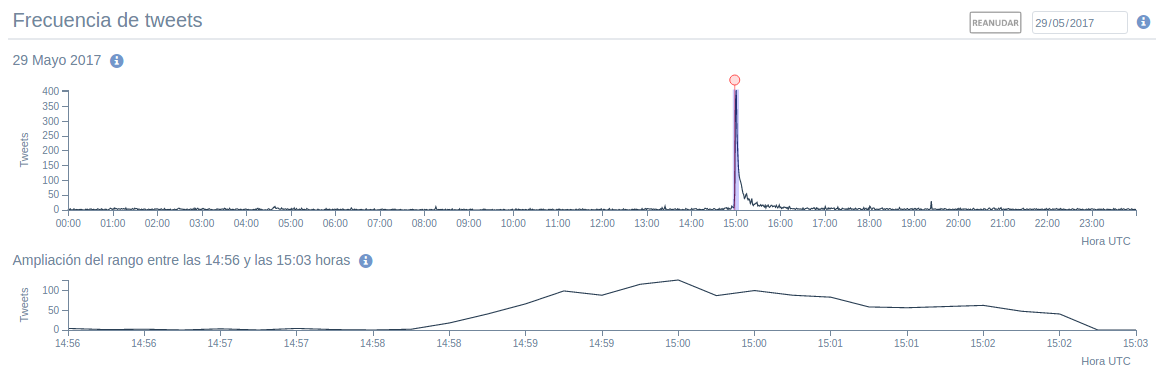 Frecuencia de tweets
REANUDAR
29/05/2017
29 Mayo 2017
Tweets
400
350
300
250
200
150
100
50
0
00:00 01:00 02:00 03:00 04:00 05:00 06:00 07:00 08:00 09:00 10:00 11:00 12:00 13:00 14:00 15:00 16:00 17:00 18:00 19:00 20:00 21:00 22:00 23:00
Hora UTC
Ampliación del rango entre las 14:56 y las 15:03 horas
Tweets
100
50
0
14:56 14:56 14:57 14:57 14:58 14:58 14:59 14:59 15:00 15:00 15:01 15:01 15:02 15:02 15:03
Hora UTC